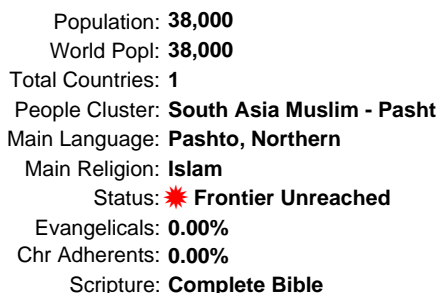 Population: 38,000
World Popl: 38,000
Total Countries: 1
People Cluster: South Asia Muslim - Pasht
Main Language: Pashto, Northern
Main Religion: Islam
Status: Frontier Unreached
Evangelicals: 0.00%
Chr Adherents: 0.00%
Scripture: Complete Bible